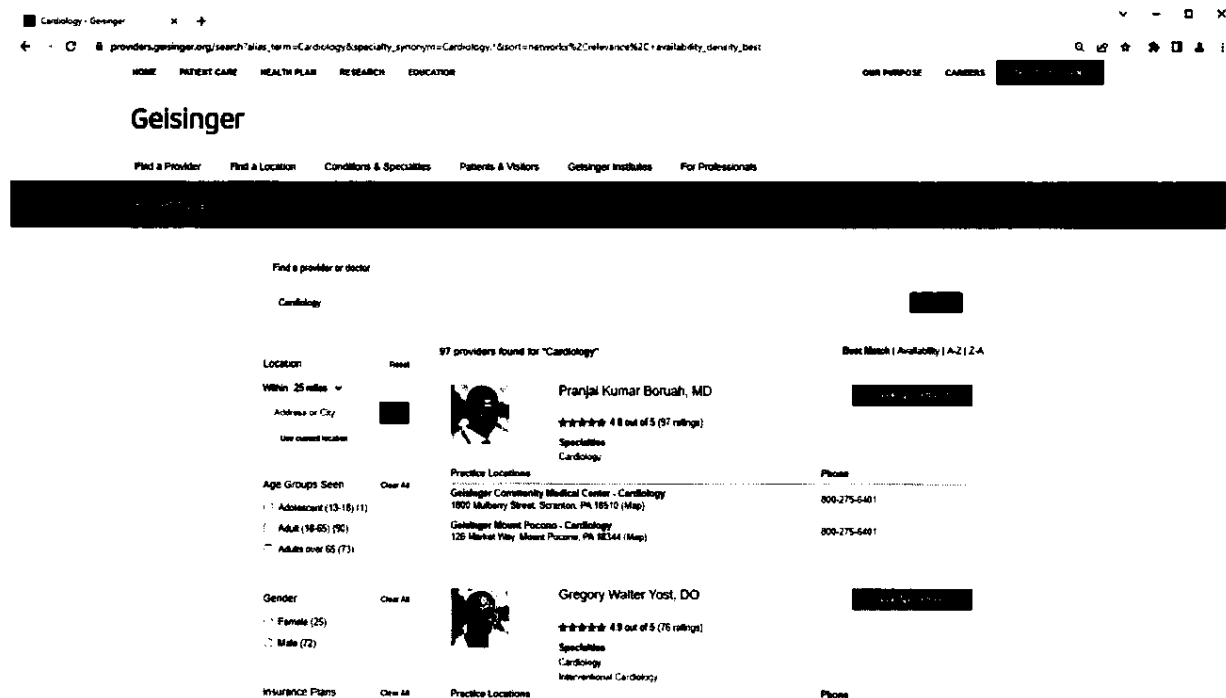 Cardiology - Geisinger
providers.geisinger.org/search?alias_term=Cardiology&specialty_synonym=Cardiology.*&sort=networks%2Crelevance%2C+availability_density_best
HOME PATIENT CARE HEALTH PLAN RESEARCH EDUCATION OUR PURPOSE CAREERS
Geisinger
Find a Provider Find a Location Conditions & Specialties Patients & Visitors Geisinger Institutes For Professionals
Find a provider or doctor
Cardiology
97 providers found for "Cardiology" Best Match | Availability | A-Z | Z-A
Location Reset
Within 25 miles
Address or City
Use current location
Age Groups Seen Clear All
Adolescent (13-18) (1)
Adult (18-65) (90)
Adults over 65 (73)
Gender Clear All
Female (25)
Male (72)
Insurance Plans Clear All
Pranjal Kumar Boruah, MD
4.8 out of 5 (97 ratings)
Specialties
Cardiology
Practice Locations Phone
Geisinger Community Medical Center - Cardiology
1800 Mulberry Street, Scranton, PA 18510 (Map) 800-275-6401
Geisinger Mount Pocono - Cardiology
126 Market Way, Mount Pocono, PA 18344 (Map) 800-275-6401
Gregory Walter Yost, DO
4.9 out of 5 (76 ratings)
Specialties
Cardiology
Interventional Cardiology
Practice Locations Phone